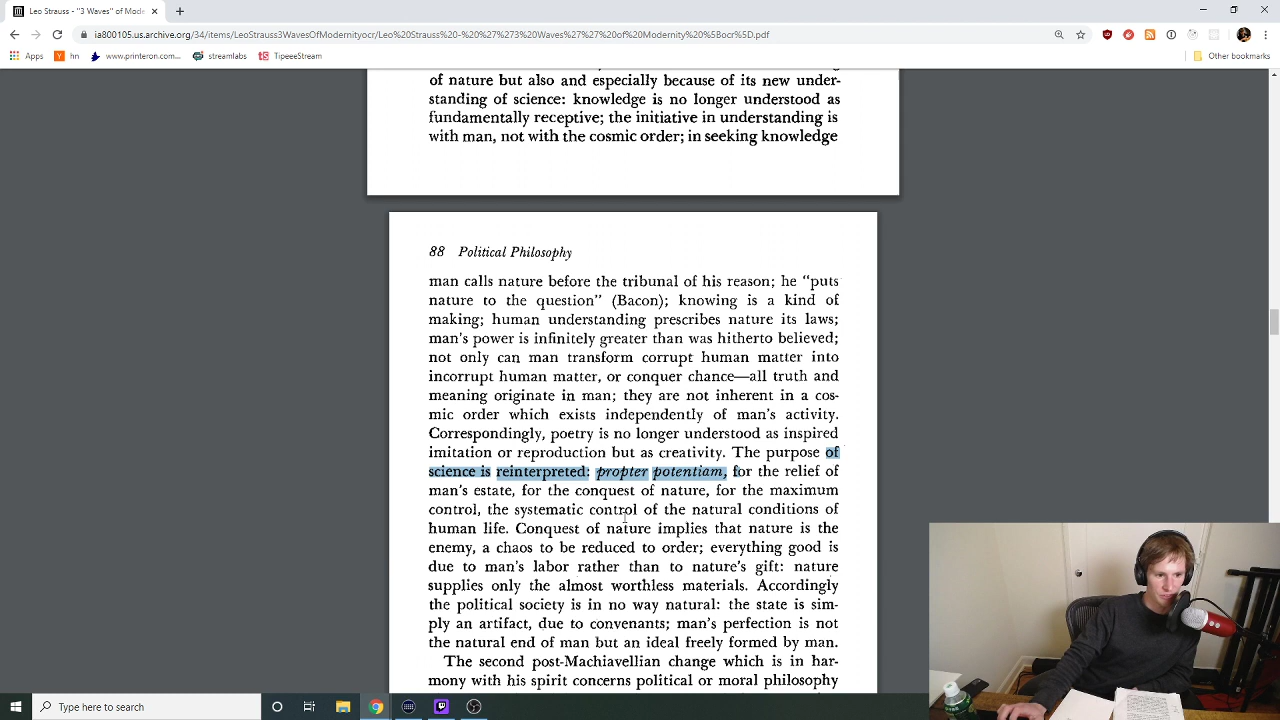 Leo Strauss - "3 Waves" of Mode
ia800105.us.archive.org/34/items/LeoStrauss3WavesOfModernityocr/Leo%20Strauss%20-%20%27%273%20Waves%27%27%20of%20Modernity%20%5Bocr%5D.pdf
Apps hn www.printeron.com... streamlabs TipeeeStream Other bookmarks
of nature but also and especially because of its new under-
standing of science: knowledge is no longer understood as
fundamentally receptive; the initiative in understanding is
with man, not with the cosmic order; in seeking knowledge
88 Political Philosophy
man calls nature before the tribunal of his reason; he "puts
nature to the question" (Bacon); knowing is a kind of
making; human understanding prescribes nature its laws;
man's power is infinitely greater than was hitherto believed;
not only can man transform corrupt human matter into
incorrupt human matter, or conquer chance—all truth and
meaning originate in man; they are not inherent in a cos-
mic order which exists independently of man's activity.
Correspondingly, poetry is no longer understood as inspired
imitation or reproduction but as creativity. The purpose of
science is reinterpreted: propter potentiam, for the relief of
man's estate, for the conquest of nature, for the maximum
control, the systematic control of the natural conditions of
human life. Conquest of nature implies that nature is the
enemy, a chaos to be reduced to order; everything good is
due to man's labor rather than to nature's gift: nature
supplies only the almost worthless materials. Accordingly
the political society is in no way natural: the state is sim-
ply an artifact, due to convenants; man's perfection is not
the natural end of man but an ideal freely formed by man.
The second post-Machiavellian change which is in har-
mony with his spirit concerns political or moral philosophy
Type here to search